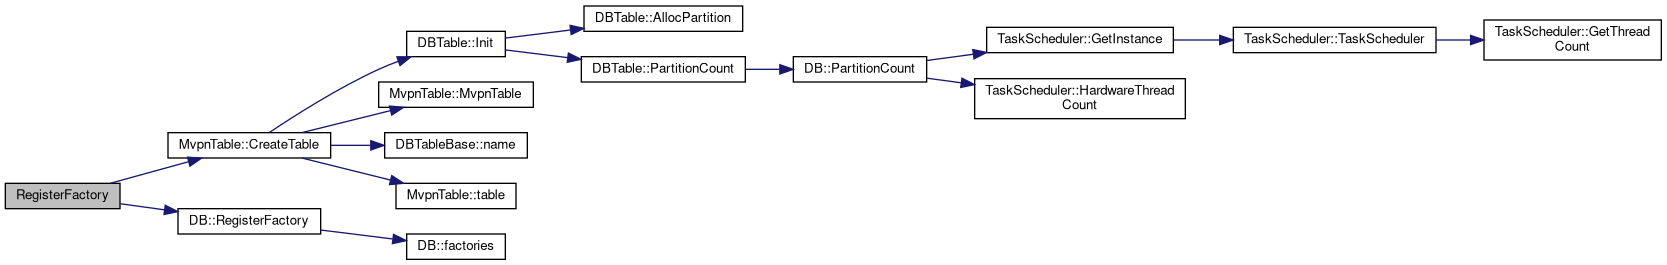 DBTable::AllocPartition
DBTable::Init
TaskScheduler::GetInstance
TaskScheduler::TaskScheduler
TaskScheduler::GetThread
Count
DBTable::PartitionCount
DB::PartitionCount
MvpnTable::MvpnTable
TaskScheduler::HardwareThread
Count
MvpnTable::CreateTable
DBTableBase::name
RegisterFactory
MvpnTable::table
DB::RegisterFactory
DB::factories